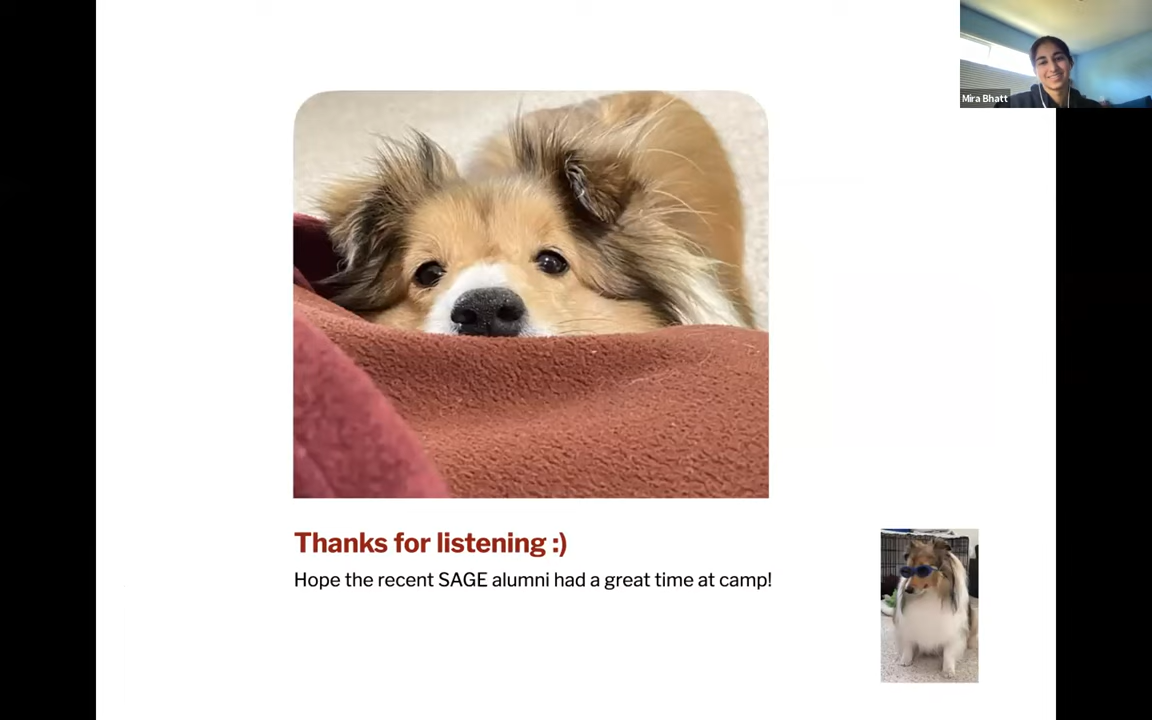 Mira Bhatt
Thanks for listening :)
Hope the recent SAGE alumni had a great time at camp!